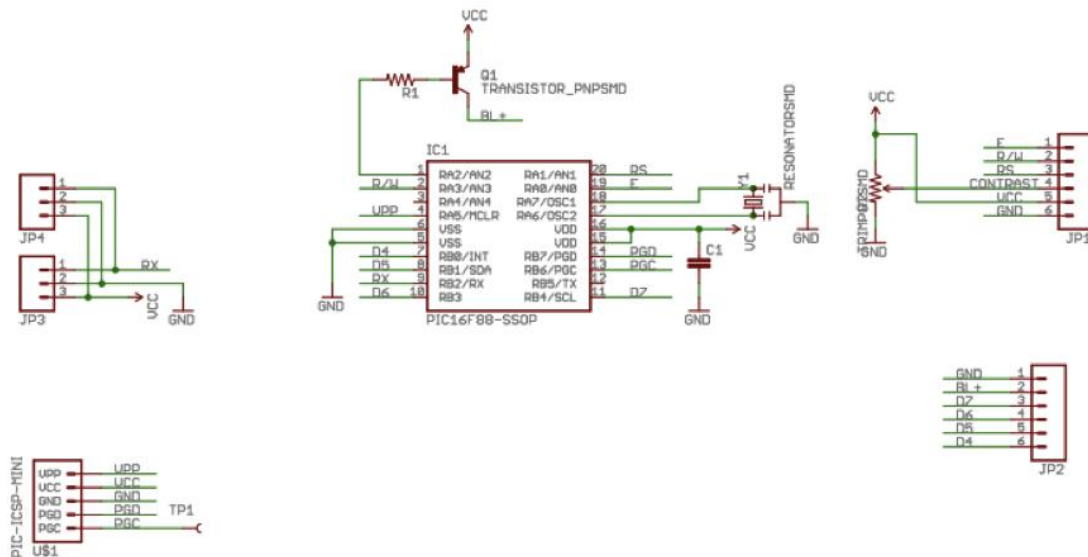 VCC
Q1
TRANSISTOR_PNPSMD
R1
BL+
IC1
1 RA2/AN2 RA1/AN1 20 RS
R/W 2 RA3/AN3 RA0/AN0 19 E
3 RA4/AN4 RA7/OSC1 18
VPP 4 RA5/MCLR RA6/OSC2 17
6 VSS VDD 16
5 VSS VDD 15
D4 7 RB0/INT RB7/PGD 14 PGD
D5 8 RB1/SDA RB6/PGC 13 PGC
RX 9 RB2/RX RB5/TX 12
D6 10 RB3 RB4/SCL 11 D7
PIC16F88-SSOP
GND
Y1
RESONATORSMD
GND
VCC
C1
GND
VCC
GND
E 1
R/W 2
RS 3
CONTRAST 4
VCC 5
GND 6
JP1
1
2
3
JP4
1 RX
2
3
JP3
VCC
GND
GND 1
BL+ 2
D7 3
D6 4
D5 5
D4 6
JP2
PIC-ICSP-MINI
VPP VPP
VCC VCC
GND GND
PGD PGD
PGC PGC
TP1
U$1